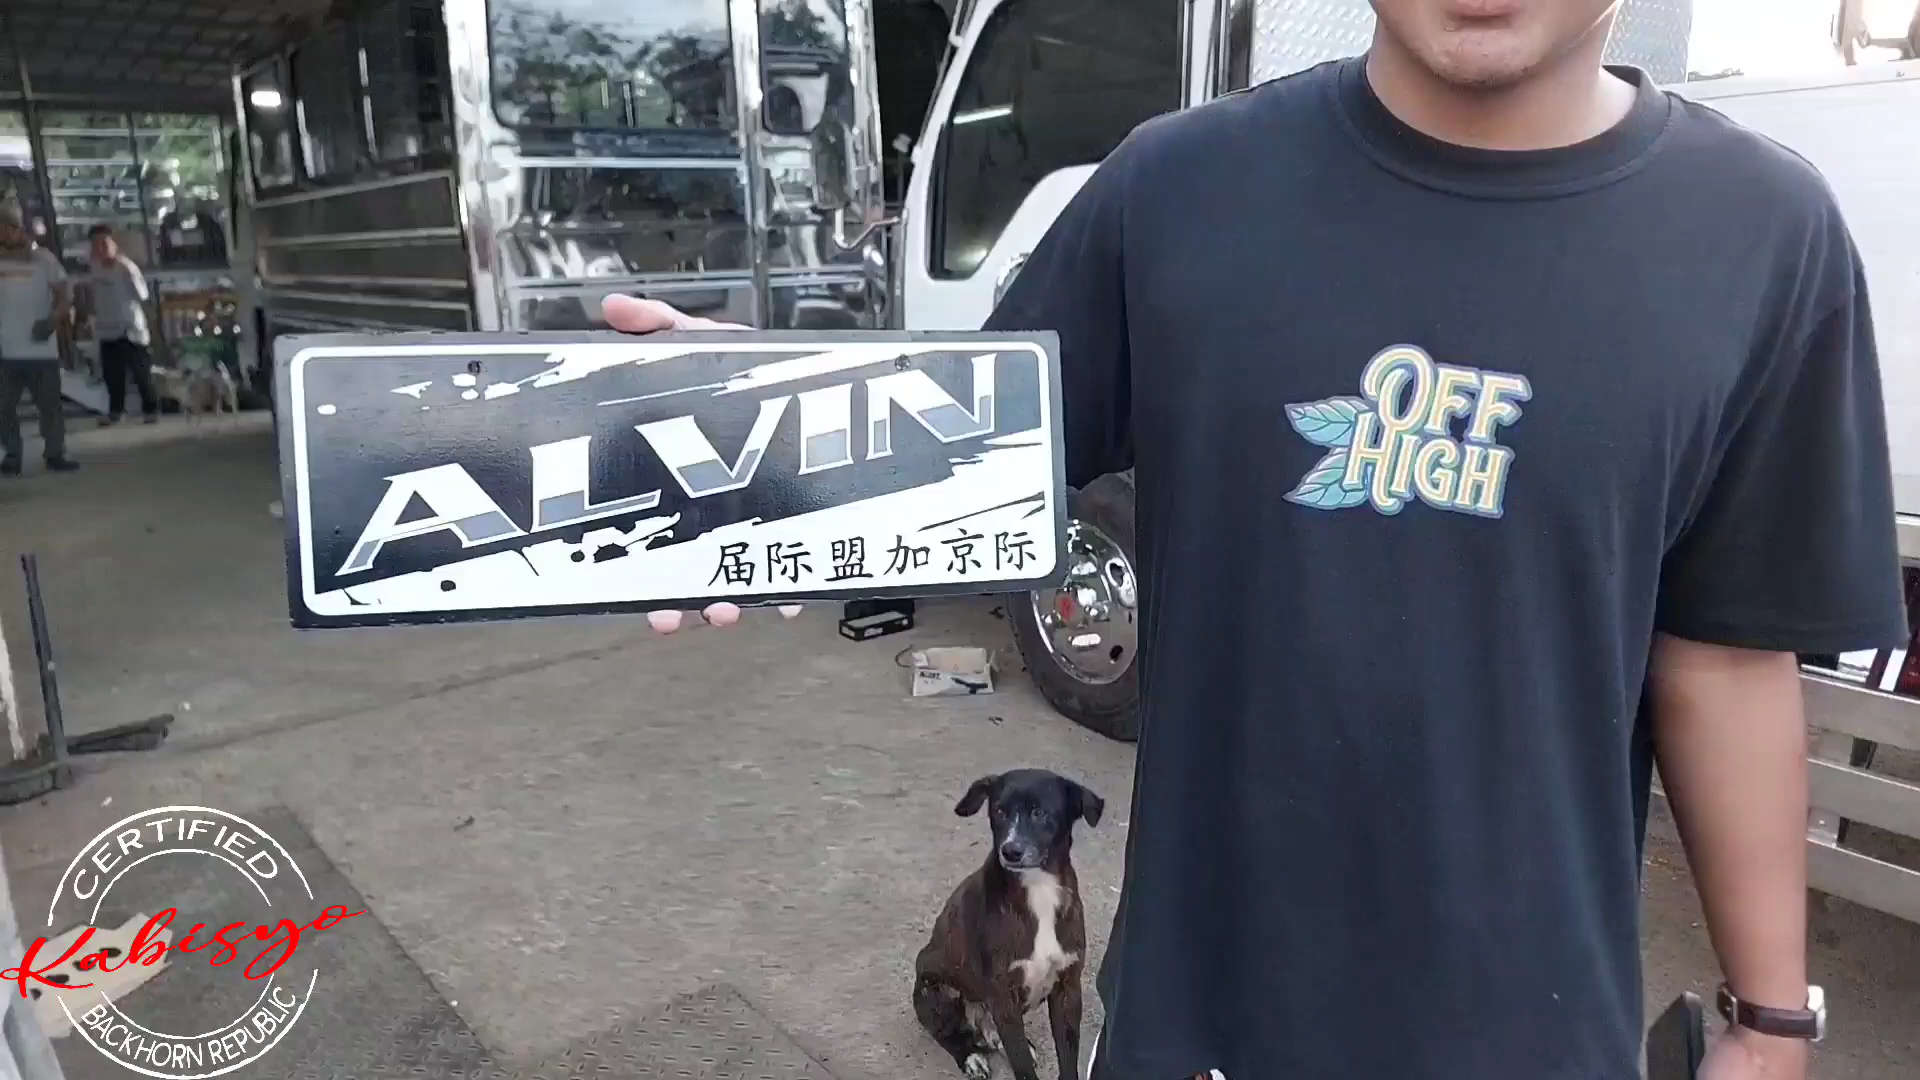 ALVIN
届际盟加京际
OFF
HIGH
CERTIFIED
Kabisyo
BACKHORN REPUBLIC